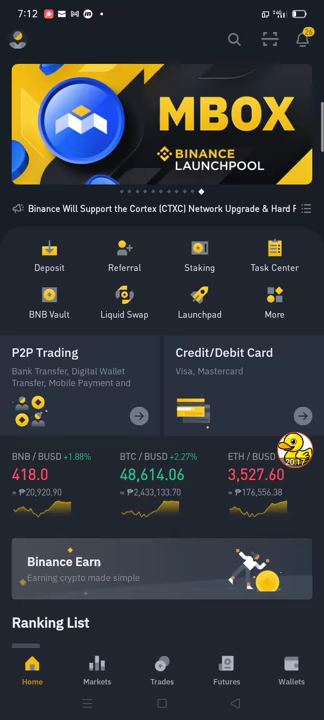 7:12
26
MBOX
BINANCE
LAUNCHPOOL
Binance Will Support the Cortex (CTXC) Network Upgrade & Hard F
Deposit
Referral
Staking
Task Center
BNB Vault
Liquid Swap
Launchpad
More
P2P Trading
Bank Transfer, Digital Wallet
Transfer, Mobile Payment and
Credit/Debit Card
Visa, Mastercard
BNB / BUSD +1.88%
418.0
≈ ₱20,920.90
BTC / BUSD +2.27%
48,614.06
≈ ₱2,433,133.70
ETH / BUSD
3,527.60
≈ ₱176,556.38
20:17
Binance Earn
Earning crypto made simple
Ranking List
Home
Markets
Trades
Futures
Wallets